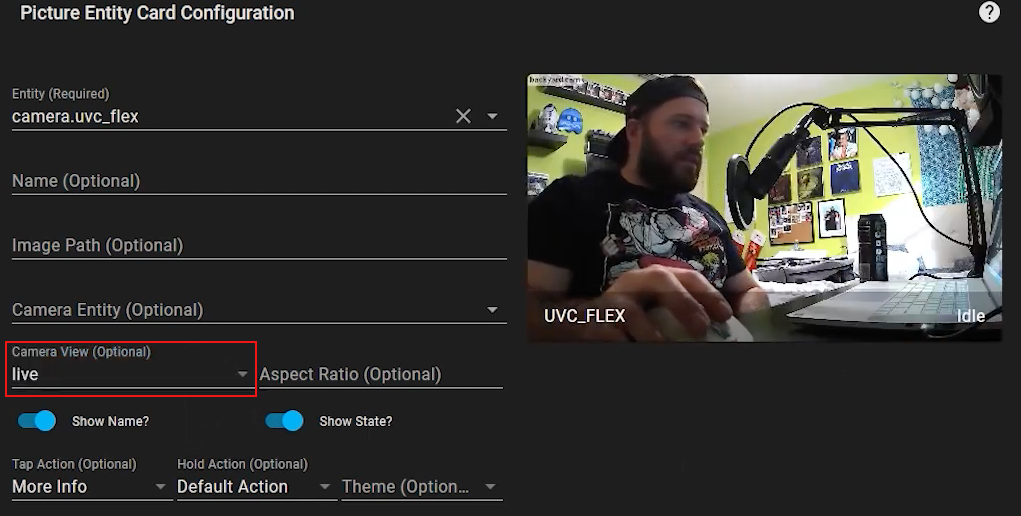 Picture Entity Card Configuration
?
Entity (Required)
camera.uvc_flex
Name (Optional)
Image Path (Optional)
Camera Entity (Optional)
Camera View (Optional)
live
Aspect Ratio (Optional)
Show Name?
Show State?
Tap Action (Optional)
More Info
Hold Action (Optional)
Default Action
Theme (Option...
UVC_FLEX
Idle